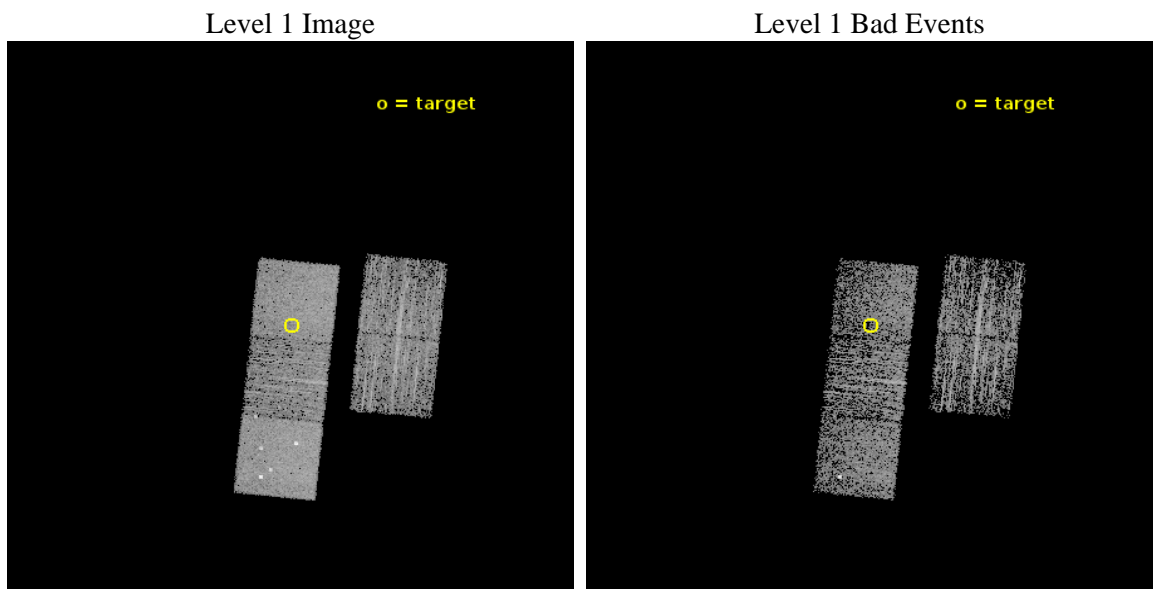 Level 1 Image
Level 1 Bad Events
o = target
o = target